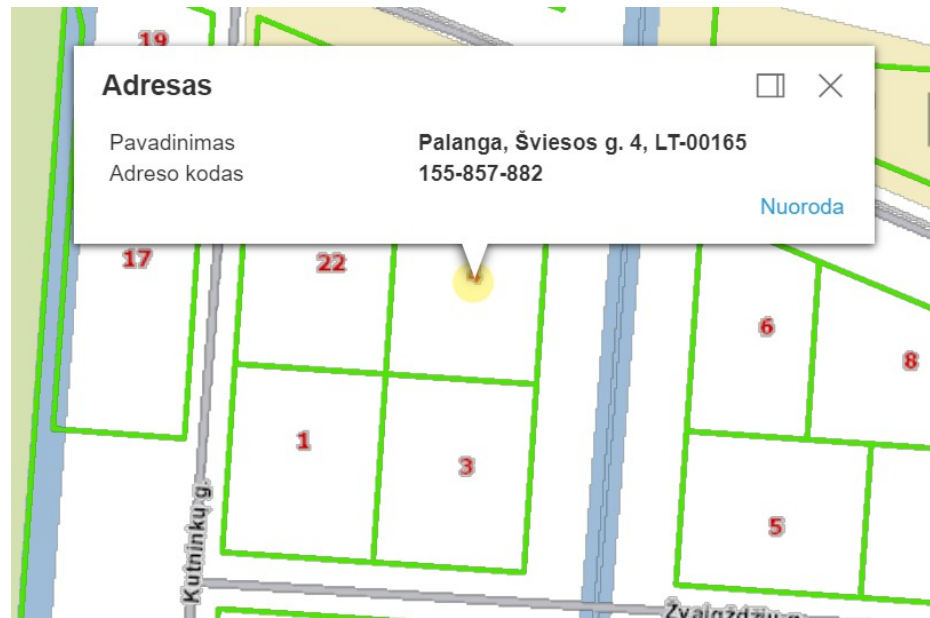 19
Adresas
Pavadinimas Palanga, Šviesos g. 4, LT-00165
Adreso kodas 155-857-882
Nuoroda
17
22
6
8
1
3
5
Kutninkų g.
Žvaigždžių g.